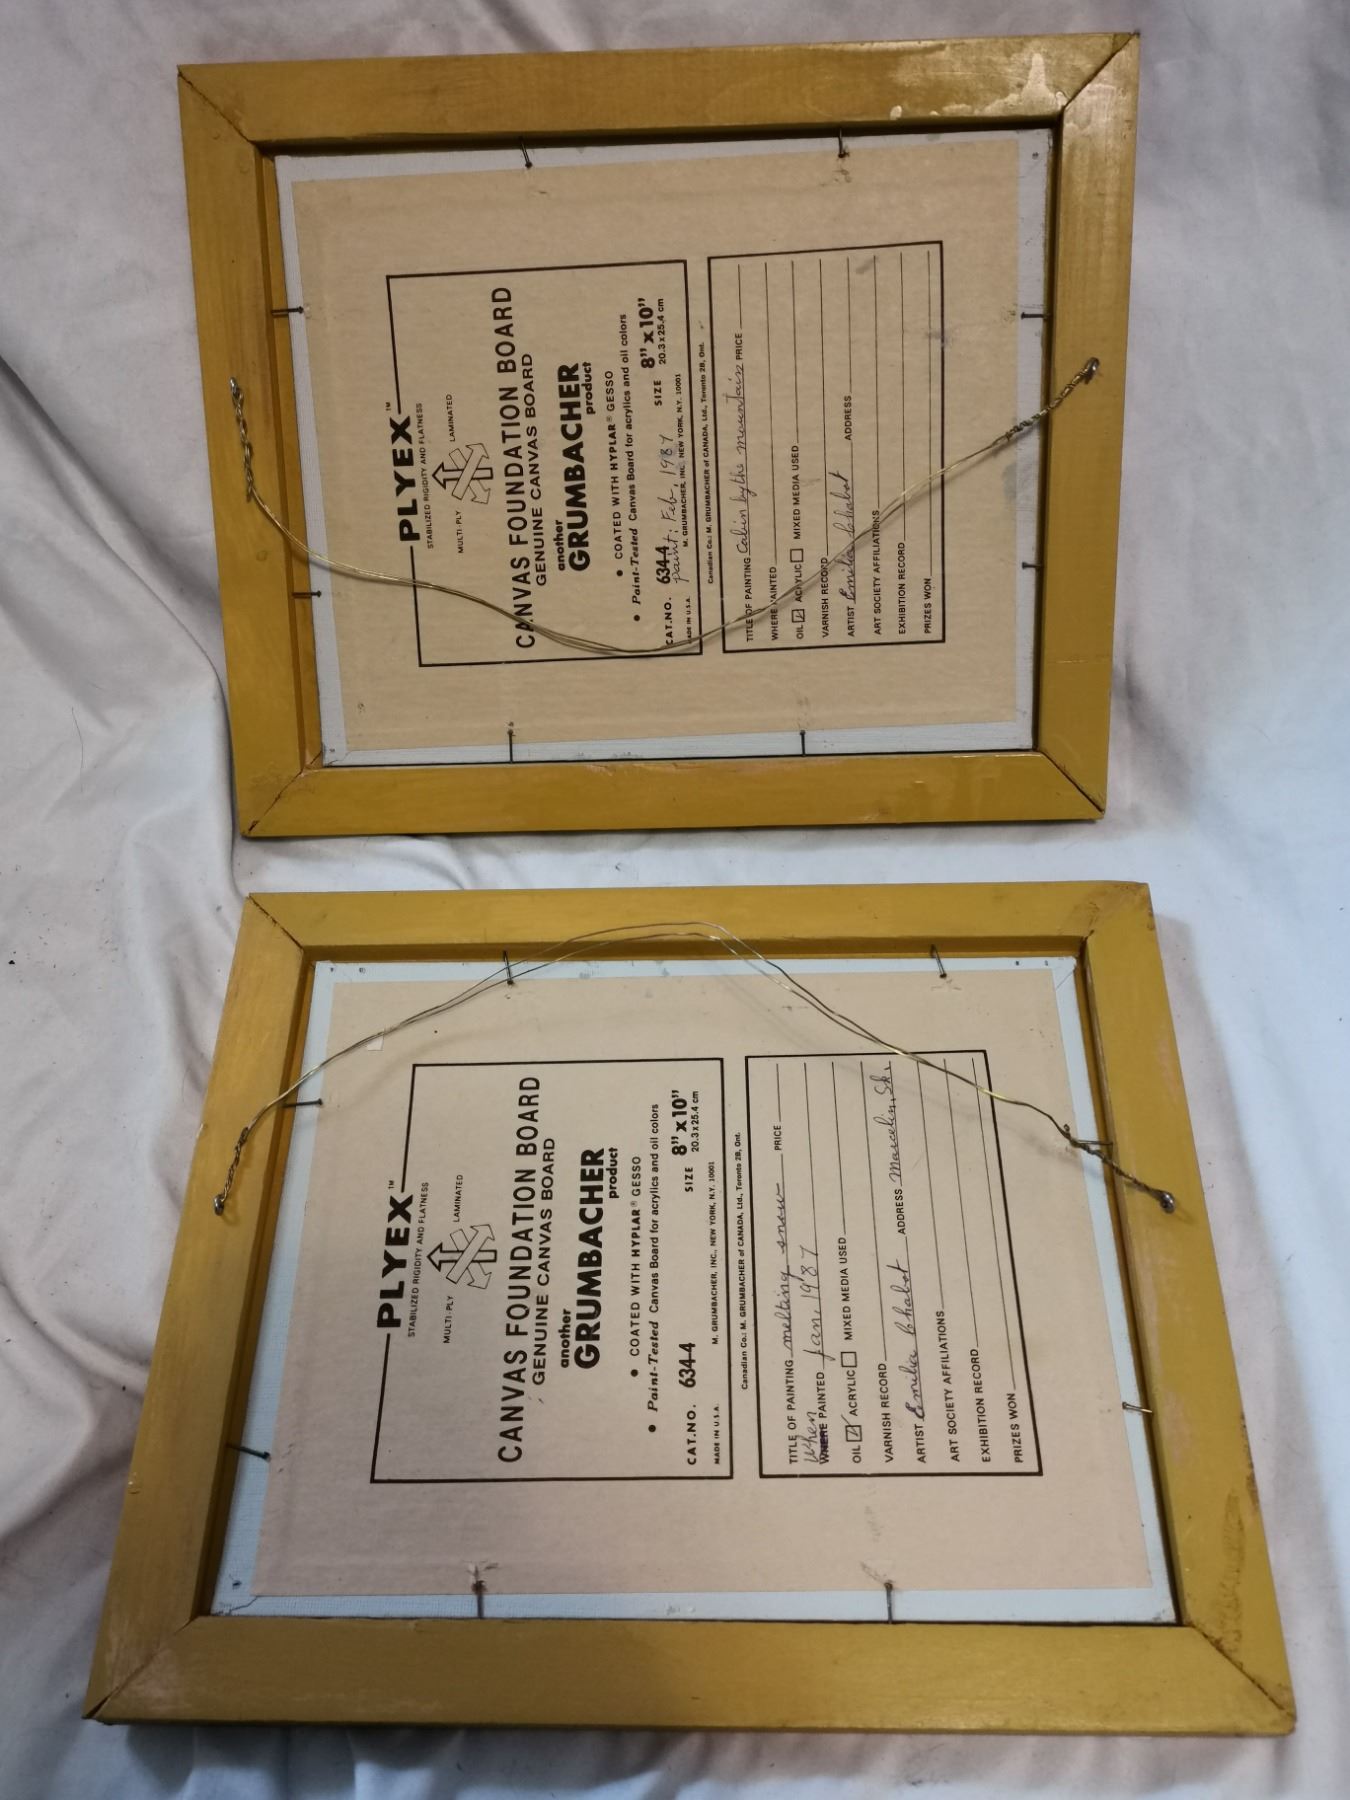 PLYEX™
STABILIZED RIGIDITY AND FLATNESS
MULTI-PLY LAMINATED
CANVAS FOUNDATION BOARD
GENUINE CANVAS BOARD
another
GRUMBACHER
product
• COATED WITH HYPLAR® GESSO
• Paint-Tested Canvas Board for acrylics and oil colors
CAT.NO. 634-4 SIZE 8" x 10"
20.3 x 25.4 cm
paint: Feb, 1987
MADE IN U.S.A. M. GRUMBACHER, INC. NEW YORK, N.Y. 10001
Canadian Co.: M. GRUMBACHER of CANADA, Ltd., Toronto 2B, Ont.
TITLE OF PAINTING Cabin by the mountain PRICE
WHERE PAINTED
OIL ☑ ACRYLIC ☐ MIXED MEDIA USED
VARNISH RECORD
ARTIST Emilia Chabot ADDRESS
ART SOCIETY AFFILIATIONS
EXHIBITION RECORD
PRIZES WON
PLYEX™
STABILIZED RIGIDITY AND FLATNESS
MULTI-PLY LAMINATED
CANVAS FOUNDATION BOARD
GENUINE CANVAS BOARD
another
GRUMBACHER
product
• COATED WITH HYPLAR® GESSO
• Paint-Tested Canvas Board for acrylics and oil colors
CAT.NO. 634-4 SIZE 8" x 10"
20.3 x 25.4 cm
MADE IN U.S.A. M. GRUMBACHER, INC., NEW YORK, N.Y. 10001
Canadian Co.: M. GRUMBACHER of CANADA, Ltd., Toronto 2B, Ont.
TITLE OF PAINTING melting snow PRICE
When
WHERE PAINTED Jan, 1987
OIL ☑ ACRYLIC ☐ MIXED MEDIA USED
VARNISH RECORD
ARTIST Emilia Chabot ADDRESS Marcelin, Sk.
ART SOCIETY AFFILIATIONS
EXHIBITION RECORD
PRIZES WON